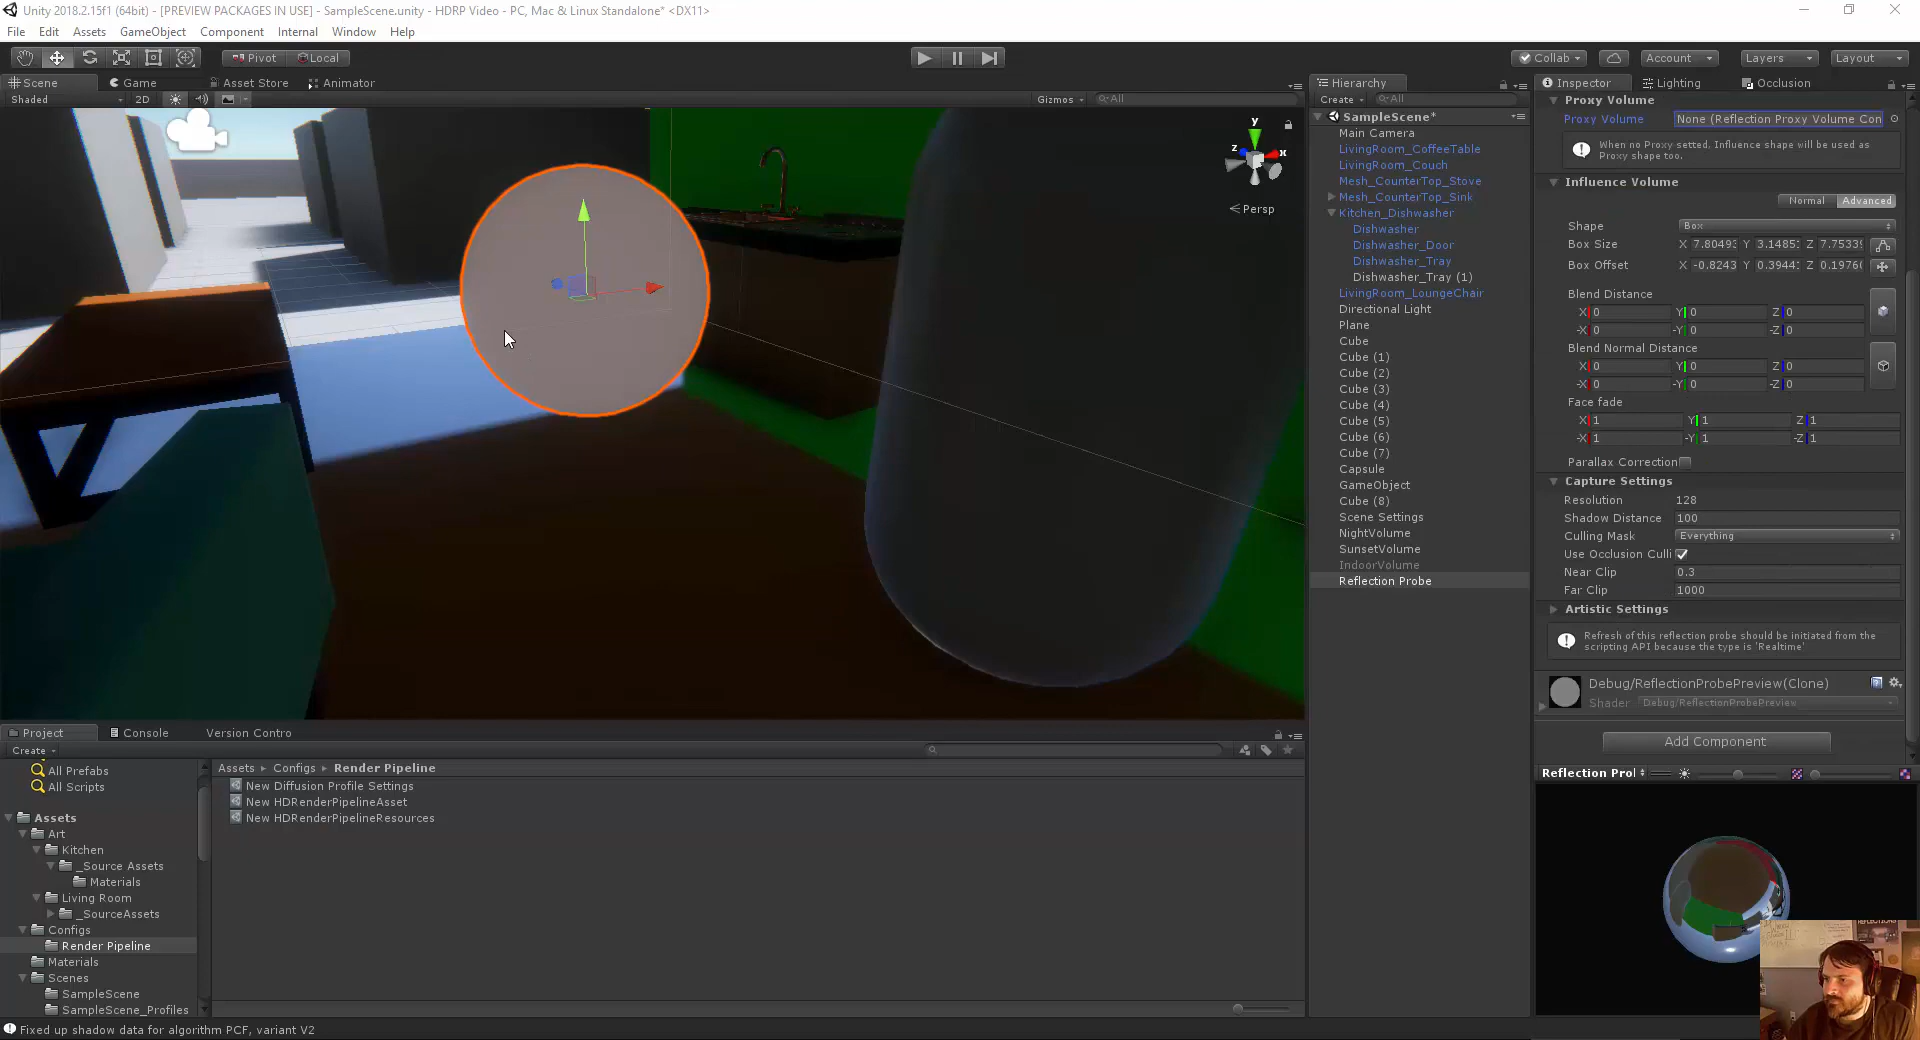 Unity 2018.2.15f1 (64bit) - [PREVIEW PACKAGES IN USE] - SampleScene.unity - HDRP Video - PC, Mac & Linux Standalone* <DX11>
File Edit Assets GameObject Component Internal Window Help
Pivot Local Collab Account Layers Layout
Scene Game Asset Store Animator
Shaded 2D Gizmos All
y
z
x
Persp
Hierarchy
Create All
SampleScene*
Main Camera
LivingRoom_CoffeeTable
LivingRoom_Couch
Mesh_CounterTop_Stove
Mesh_CounterTop_Sink
Kitchen_Dishwasher
Dishwasher
Dishwasher_Door
Dishwasher_Tray
Dishwasher_Tray (1)
LivingRoom_LoungeChair
Directional Light
Plane
Cube
Cube (1)
Cube (2)
Cube (3)
Cube (4)
Cube (5)
Cube (6)
Cube (7)
Capsule
GameObject
Cube (8)
Scene Settings
NightVolume
SunsetVolume
IndoorVolume
Reflection Probe
Inspector Lighting Occlusion
Proxy Volume
Proxy Volume None (Reflection Proxy Volume Con
When no Proxy setted, Influence shape will be used as
Proxy shape too.
Influence Volume
Normal Advanced
Shape Box
Box Size X 7.8049 Y 3.1485 Z 7.7533
Box Offset X -0.8243 Y 0.3944 Z 0.1976
Blend Distance
X 0 Y 0 Z 0
-X 0 -Y 0 -Z 0
Blend Normal Distance
X 0 Y 0 Z 0
-X 0 -Y 0 -Z 0
Face fade
X 1 Y 1 Z 1
-X 1 -Y 1 -Z 1
Parallax Correction
Capture Settings
Resolution 128
Shadow Distance 100
Culling Mask Everything
Use Occlusion Culli
Near Clip 0.3
Far Clip 1000
Artistic Settings
Refresh of this reflection probe should be initiated from the
scripting API because the type is 'Realtime'
Debug/ReflectionProbePreview(Clone)
Shader Debug/ReflectionProbePreview
Add Component
Reflection Pro
Project Console Version Contro
Create
All Prefabs
All Scripts
Assets
Art
Kitchen
_Source Assets
Materials
Living Room
_SourceAssets
Configs
Render Pipeline
Materials
Scenes
SampleScene
SampleScene_Profiles
Assets Configs Render Pipeline
New Diffusion Profile Settings
New HDRenderPipelineAsset
New HDRenderPipelineResources
Fixed up shadow data for algorithm PCF, variant V2